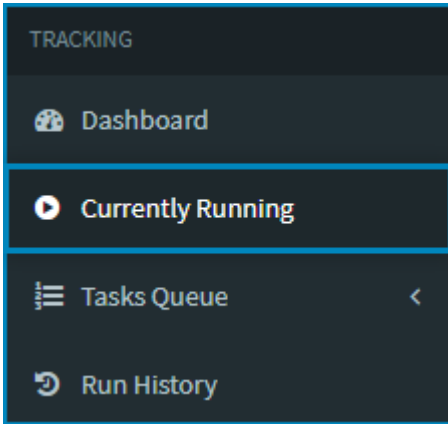 TRACKING
Dashboard
Currently Running
Tasks Queue
Run History